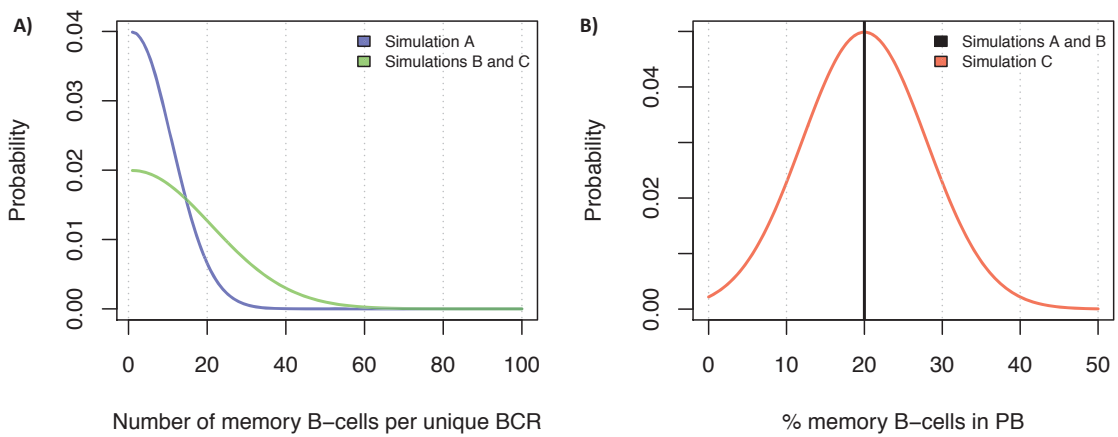 A)
Simulation A
Simulations B and C
Probability
0.00 0.01 0.02 0.03 0.04
0 20 40 60 80 100
Number of memory B−cells per unique BCR
B)
Simulations A and B
Simulation C
Probability
0.00 0.02 0.04
0 10 20 30 40 50
% memory B−cells in PB